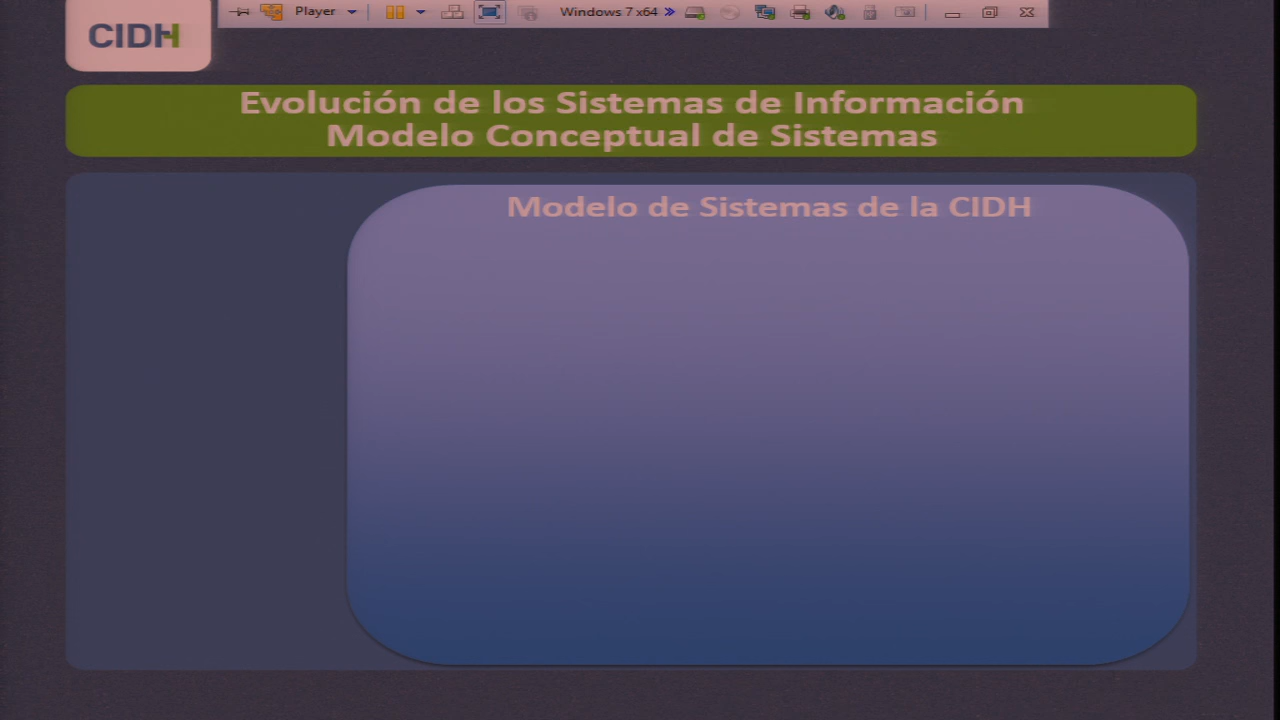 Player
Windows 7 x64
CIDH
Evolución de los Sistemas de Información
Modelo Conceptual de Sistemas
Modelo de Sistemas de la CIDH